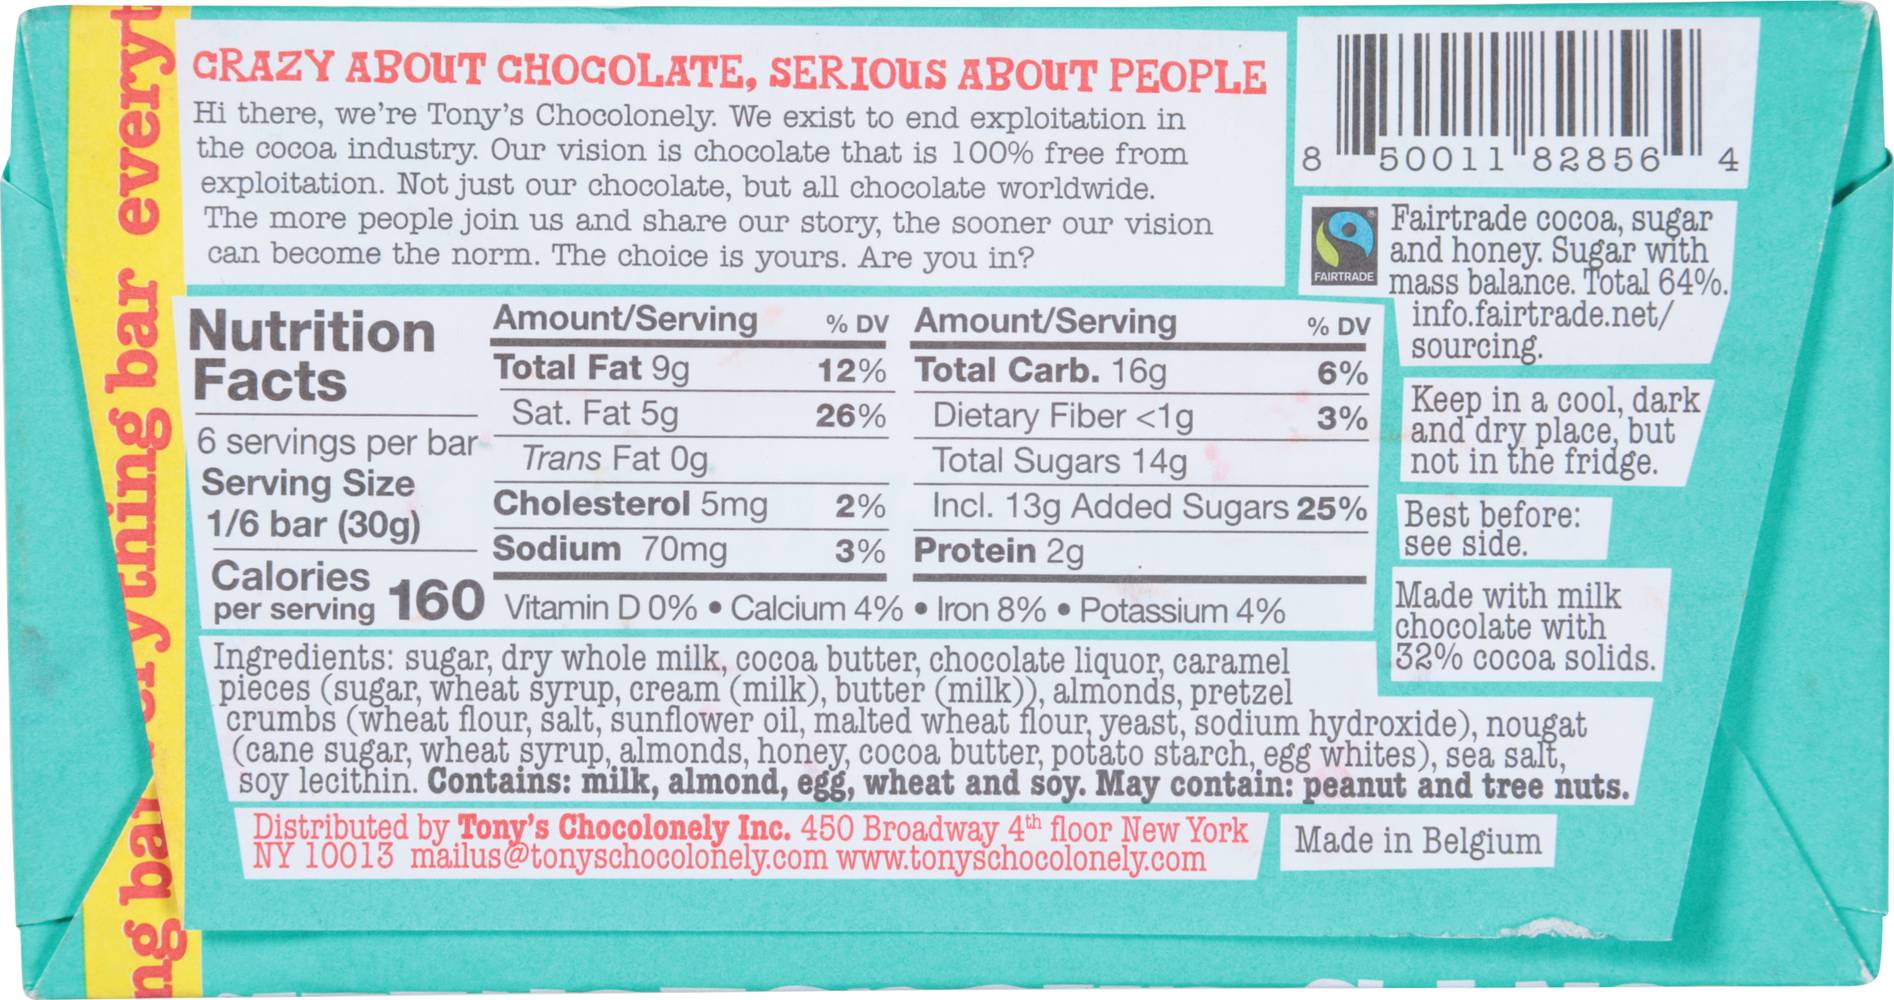 everyt
everything bar
ng bar
CRAZY ABOUT CHOCOLATE, SERIOUS ABOUT PEOPLE
Hi there, we're Tony's Chocolonely. We exist to end exploitation in
the cocoa industry. Our vision is chocolate that is 100% free from
exploitation. Not just our chocolate, but all chocolate worldwide.
The more people join us and share our story, the sooner our vision
can become the norm. The choice is yours. Are you in?
8 50011 82856 4
FAIRTRADE
Fairtrade cocoa, sugar
and honey. Sugar with
mass balance. Total 64%.
info.fairtrade.net/
sourcing.
Keep in a cool, dark
and dry place, but
not in the fridge.
Best before:
see side.
Made with milk
chocolate with
32% cocoa solids.
Nutrition
Facts
6 servings per bar
Serving Size
1/6 bar (30g)
Calories
per serving 160
Amount/Serving % DV
Total Fat 9g 12%
Sat. Fat 5g 26%
Trans Fat 0g
Cholesterol 5mg 2%
Sodium 70mg 3%
Amount/Serving % DV
Total Carb. 16g 6%
Dietary Fiber <1g 3%
Total Sugars 14g
Incl. 13g Added Sugars 25%
Protein 2g
Vitamin D 0% • Calcium 4% • Iron 8% • Potassium 4%
Ingredients: sugar, dry whole milk, cocoa butter, chocolate liquor, caramel
pieces (sugar, wheat syrup, cream (milk), butter (milk)), almonds, pretzel
crumbs (wheat flour, salt, sunflower oil, malted wheat flour, yeast, sodium hydroxide), nougat
(cane sugar, wheat syrup, almonds, honey, cocoa butter, potato starch, egg whites), sea salt,
soy lecithin. Contains: milk, almond, egg, wheat and soy. May contain: peanut and tree nuts.
Distributed by Tony's Chocolonely Inc. 450 Broadway 4th floor New York
NY 10013 mailus@tonyschocolonely.com www.tonyschocolonely.com
Made in Belgium